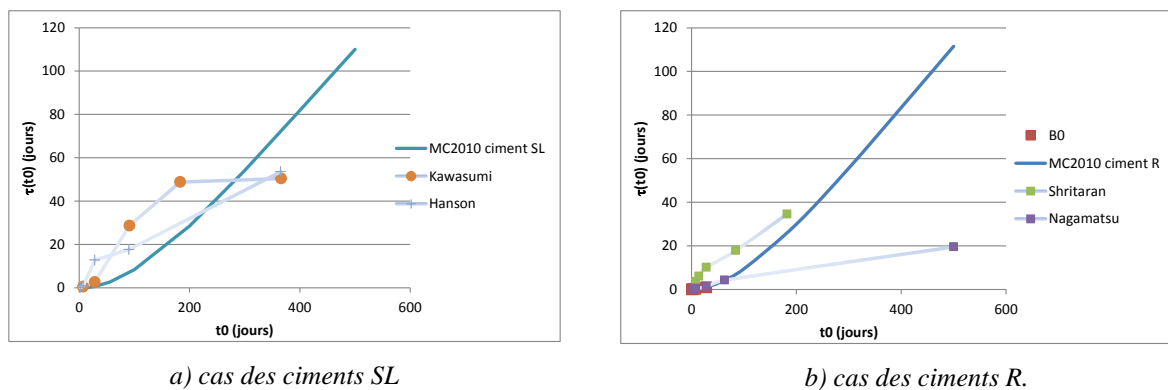 120
100
80
60
40
20
0
τ(t0) (jours)
0
200
400
600
t0 (jours)
MC2010 ciment SL
Kawasumi
Hanson
a) cas des ciments SL
120
100
80
60
40
20
0
τ(t0) (jours)
0
200
400
600
t0 (jours)
B0
MC2010 ciment R
Shritaran
Nagamatsu
b) cas des ciments R.